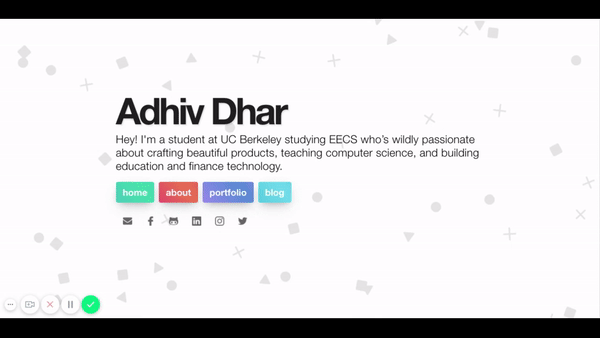 Adhiv Dhar
Hey! I'm a student at UC Berkeley studying EECS who's wildly passionate
about crafting beautiful products, teaching computer science, and building
education and finance technology.
home about portfolio blog